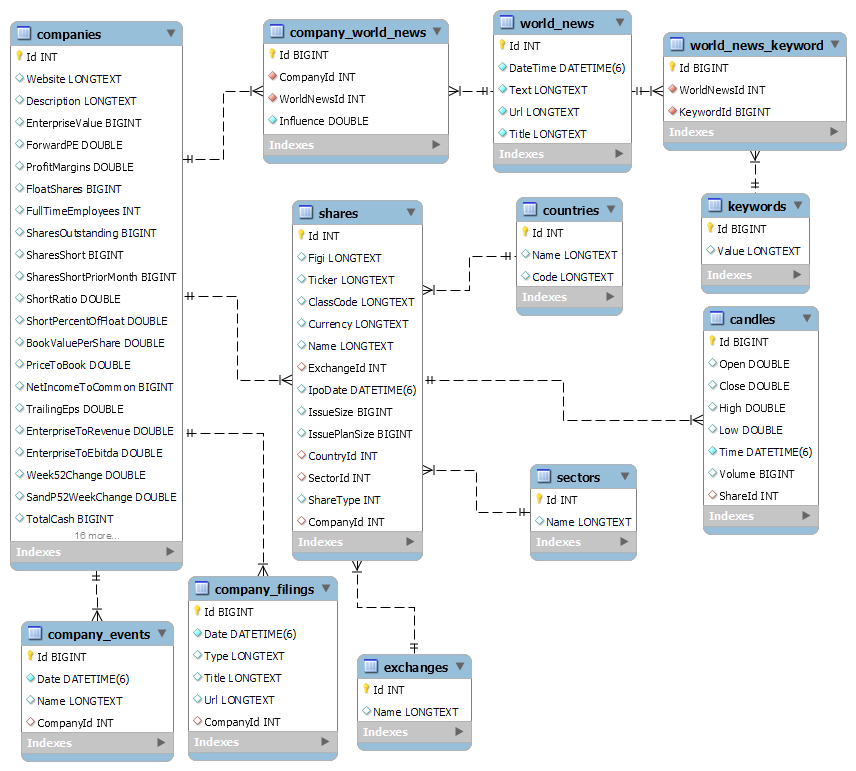 companies
Id INT
Website LONGTEXT
Description LONGTEXT
EnterpriseValue BIGINT
ForwardPE DOUBLE
ProfitMargins DOUBLE
FloatShares BIGINT
FullTimeEmployees INT
SharesOutstanding BIGINT
SharesShort BIGINT
SharesShortPriorMonth BIGINT
ShortRatio DOUBLE
ShortPercentOfFloat DOUBLE
BookValuePerShare DOUBLE
PriceToBook DOUBLE
NetIncomeToCommon BIGINT
TrailingEps DOUBLE
EnterpriseToRevenue DOUBLE
EnterpriseToEbitda DOUBLE
Week52Change DOUBLE
SandP52WeekChange DOUBLE
TotalCash BIGINT
16 more...
Indexes
company_world_news
Id BIGINT
CompanyId INT
WorldNewsId INT
Influence DOUBLE
Indexes
world_news
Id INT
DateTime DATETIME(6)
Text LONGTEXT
Url LONGTEXT
Title LONGTEXT
Indexes
world_news_keyword
Id BIGINT
WorldNewsId INT
KeywordId BIGINT
Indexes
shares
Id INT
Figi LONGTEXT
Ticker LONGTEXT
ClassCode LONGTEXT
Currency LONGTEXT
Name LONGTEXT
ExchangeId INT
IpoDate DATETIME(6)
IssueSize BIGINT
IssuePlanSize BIGINT
CountryId INT
SectorId INT
ShareType INT
CompanyId INT
Indexes
countries
Id INT
Name LONGTEXT
Code LONGTEXT
Indexes
keywords
Id BIGINT
Value LONGTEXT
Indexes
candles
Id BIGINT
Open DOUBLE
Close DOUBLE
High DOUBLE
Low DOUBLE
Time DATETIME(6)
Volume BIGINT
ShareId INT
Indexes
sectors
Id INT
Name LONGTEXT
Indexes
company_events
Id BIGINT
Date DATETIME(6)
Name LONGTEXT
CompanyId INT
Indexes
company_filings
Id BIGINT
Date DATETIME(6)
Type LONGTEXT
Title LONGTEXT
Url LONGTEXT
CompanyId INT
Indexes
exchanges
Id INT
Name LONGTEXT
Indexes